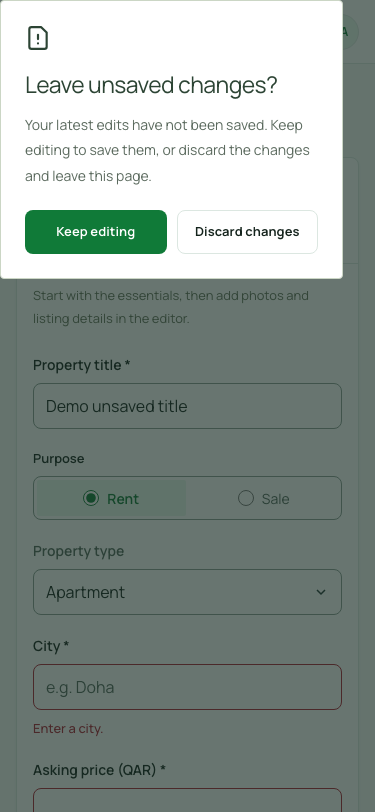 A
Leave unsaved changes?
Your latest edits have not been saved. Keep
editing to save them, or discard the changes
and leave this page.
Keep editing
Discard changes
Start with the essentials, then add photos and
listing details in the editor.
Property title *
Demo unsaved title
Purpose
Rent
Sale
Property type
Apartment
City *
e.g. Doha
Enter a city.
Asking price (QAR) *